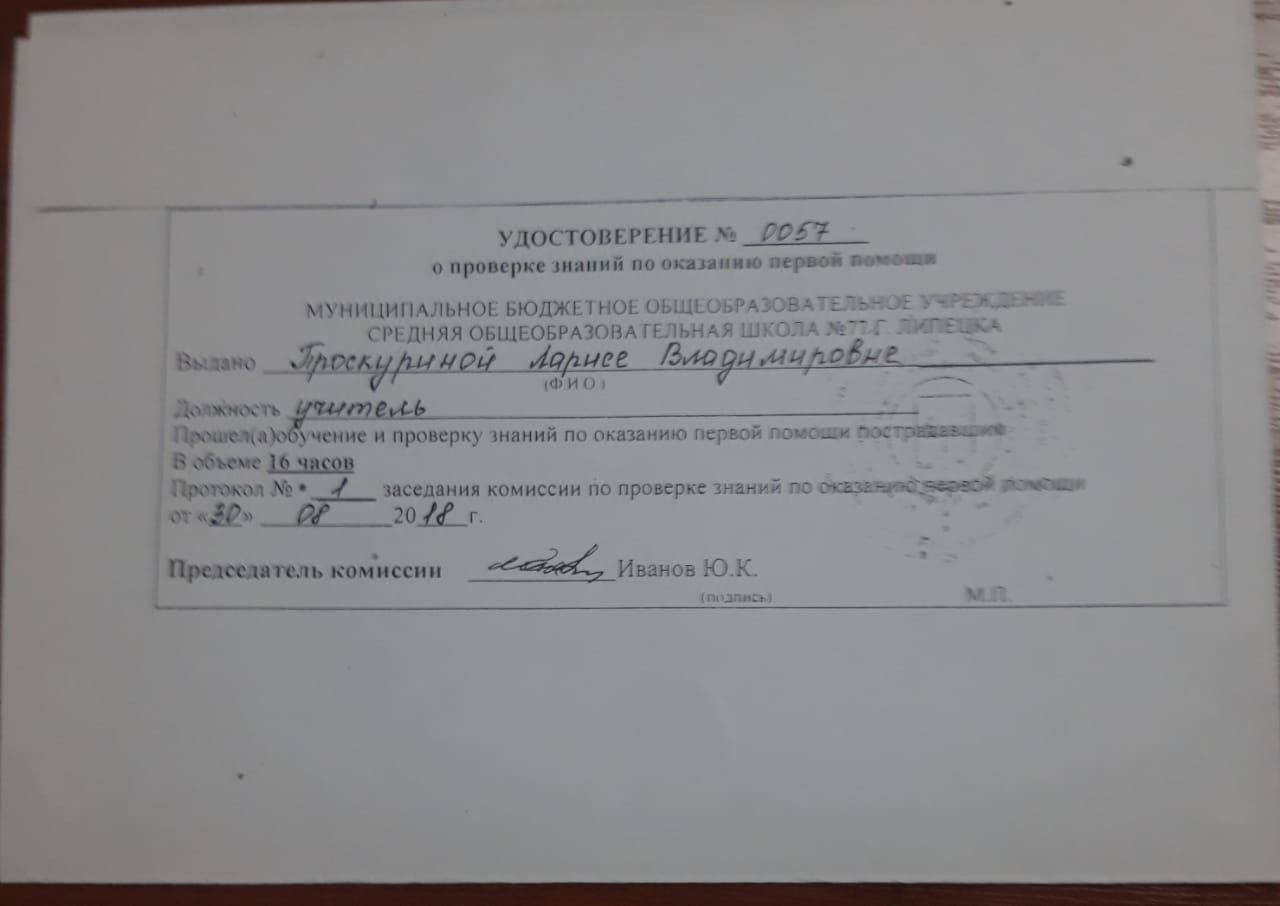 УДОСТОВЕРЕНИЕ № 0057
о проверке знаний по оказанию первой помощи
МУНИЦИПАЛЬНОЕ БЮДЖЕТНОЕ ОБЩЕОБРАЗОВАТЕЛЬНОЕ УЧРЕЖДЕНИЕ
СРЕДНЯЯ ОБЩЕОБРАЗОВАТЕЛЬНАЯ ШКОЛА №77 Г. ЛИПЕЦКА
Выдано Проскуриной Ларисе Владимировне
(Ф.И.О.)
Должность учитель
Прошел(а)обучение и проверку знаний по оказанию первой помощи пострадавшим
В объеме 16 часов
Протокол № 1 заседания комиссии по проверке знаний по оказанию первой помощи
от «30» 08 2018 г.
Председатель комиссии Иванов Ю.К.
(подпись) М.П.